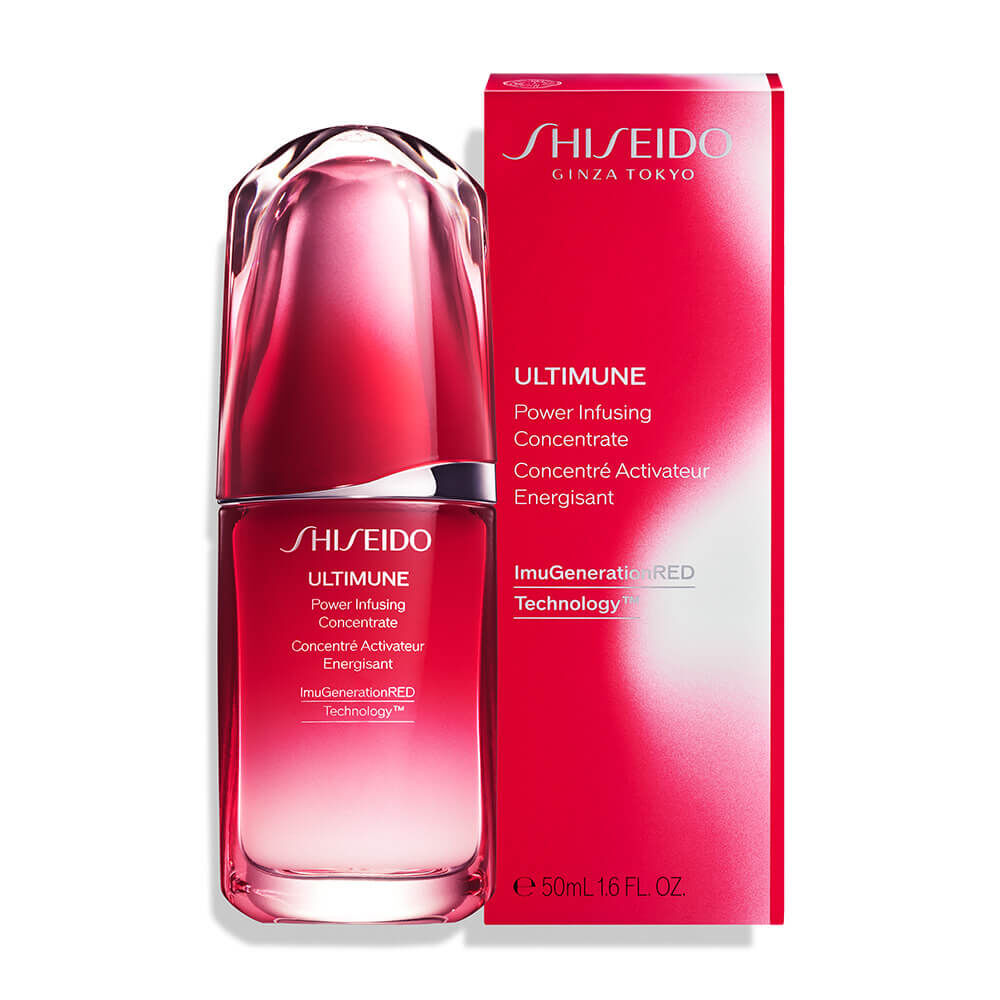 SHISEIDO
GINZA TOKYO
ULTIMUNE
Power Infusing
Concentrate
Concentré Activateur
Energisant
ImuGenerationRED
Technology™
℮ 50mL 1.6 FL. OZ.
SHISEIDO
ULTIMUNE
Power Infusing
Concentrate
Concentré Activateur
Energisant
ImuGenerationRED
Technology™